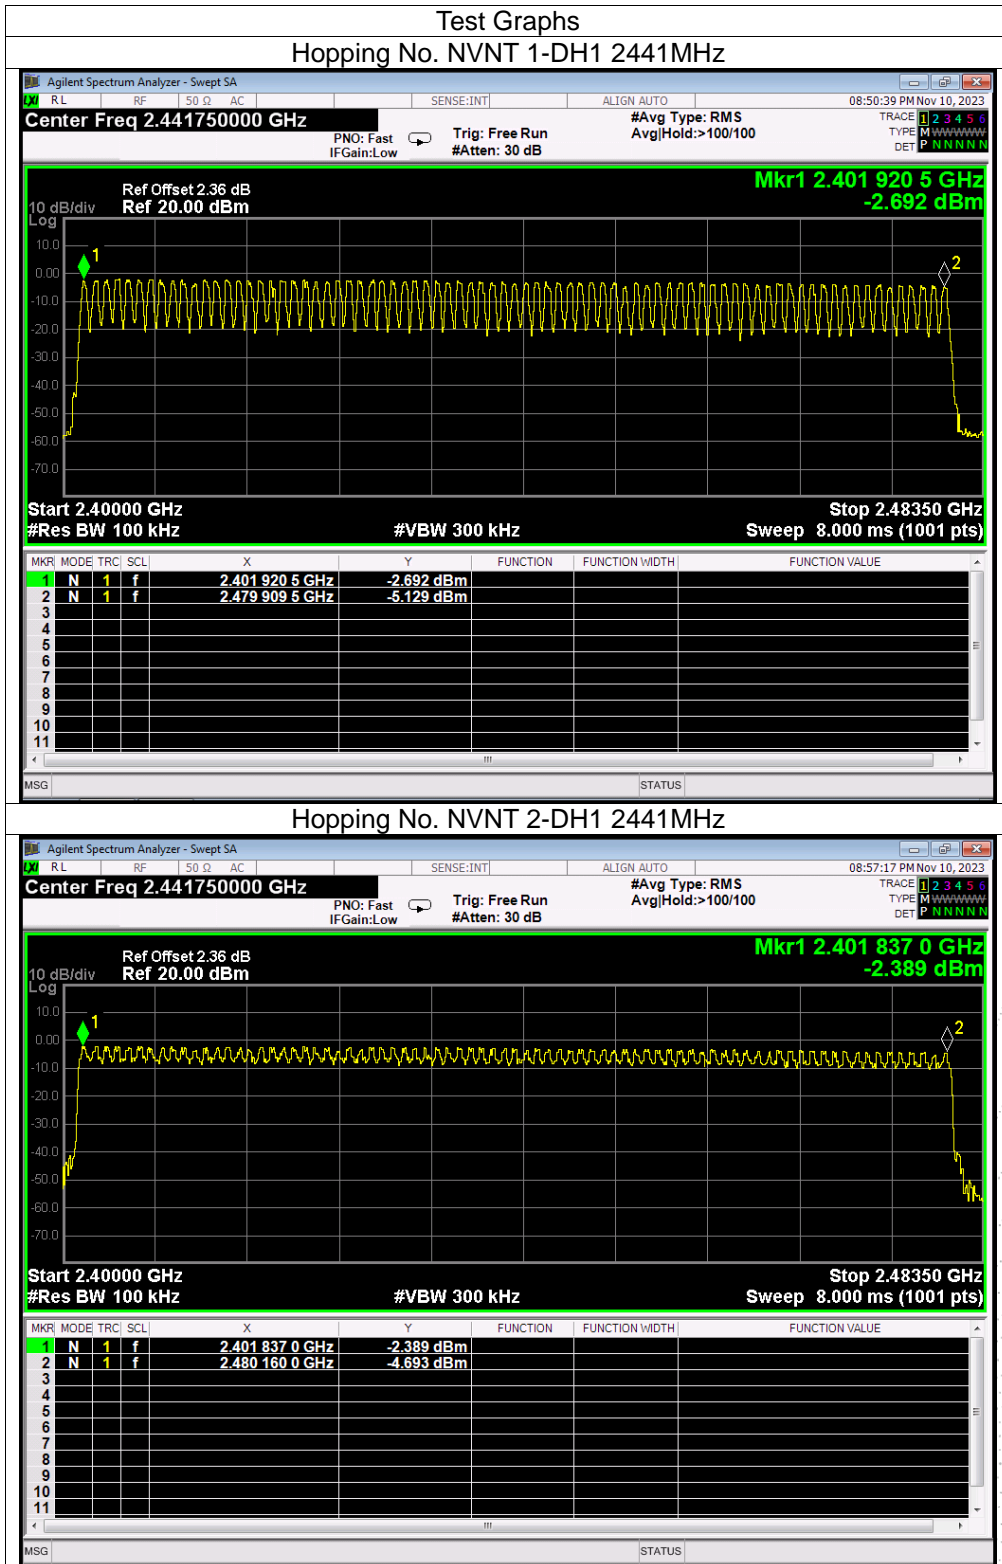 Test Graphs
Hopping No. NVNT 1-DH1 2441MHz
Agilent Spectrum Analyzer - Swept SA
LXI RL RF 50 Ω AC SENSE:INT ALIGN AUTO 08:50:39 PM Nov 10, 2023
Center Freq 2.441750000 GHz #Avg Type: RMS TRACE 1 2 3 4 5 6
PNO: Fast Trig: Free Run Avg|Hold:>100/100 TYPE M WWWWW
IFGain:Low #Atten: 30 dB DET P N N N N N
Mkr1 2.401 920 5 GHz
Ref Offset 2.36 dB
10 dB/div Ref 20.00 dBm -2.692 dBm
Log
10.0
1
2
0.00
-10.0
-20.0
-30.0
-40.0
-50.0
-60.0
-70.0
Start 2.40000 GHz Stop 2.48350 GHz
#Res BW 100 kHz #VBW 300 kHz Sweep 8.000 ms (1001 pts)
MKR MODE TRC SCL X Y FUNCTION FUNCTION WIDTH FUNCTION VALUE
1 N 1 f 2.401 920 5 GHz -2.692 dBm
2 N 1 f 2.479 909 5 GHz -5.129 dBm
3
4
5
6
7
8
9
10
11
MSG STATUS
Hopping No. NVNT 2-DH1 2441MHz
Agilent Spectrum Analyzer - Swept SA
LXI RL RF 50 Ω AC SENSE:INT ALIGN AUTO 08:57:17 PM Nov 10, 2023
Center Freq 2.441750000 GHz #Avg Type: RMS TRACE 1 2 3 4 5 6
PNO: Fast Trig: Free Run Avg|Hold:>100/100 TYPE M WWWWW
IFGain:Low #Atten: 30 dB DET P N N N N N
Mkr1 2.401 837 0 GHz
Ref Offset 2.36 dB
10 dB/div Ref 20.00 dBm -2.389 dBm
Log
10.0
1
2
0.00
-10.0
-20.0
-30.0
-40.0
-50.0
-60.0
-70.0
Start 2.40000 GHz Stop 2.48350 GHz
#Res BW 100 kHz #VBW 300 kHz Sweep 8.000 ms (1001 pts)
MKR MODE TRC SCL X Y FUNCTION FUNCTION WIDTH FUNCTION VALUE
1 N 1 f 2.401 837 0 GHz -2.389 dBm
2 N 1 f 2.480 160 0 GHz -4.693 dBm
3
4
5
6
7
8
9
10
11
MSG STATUS